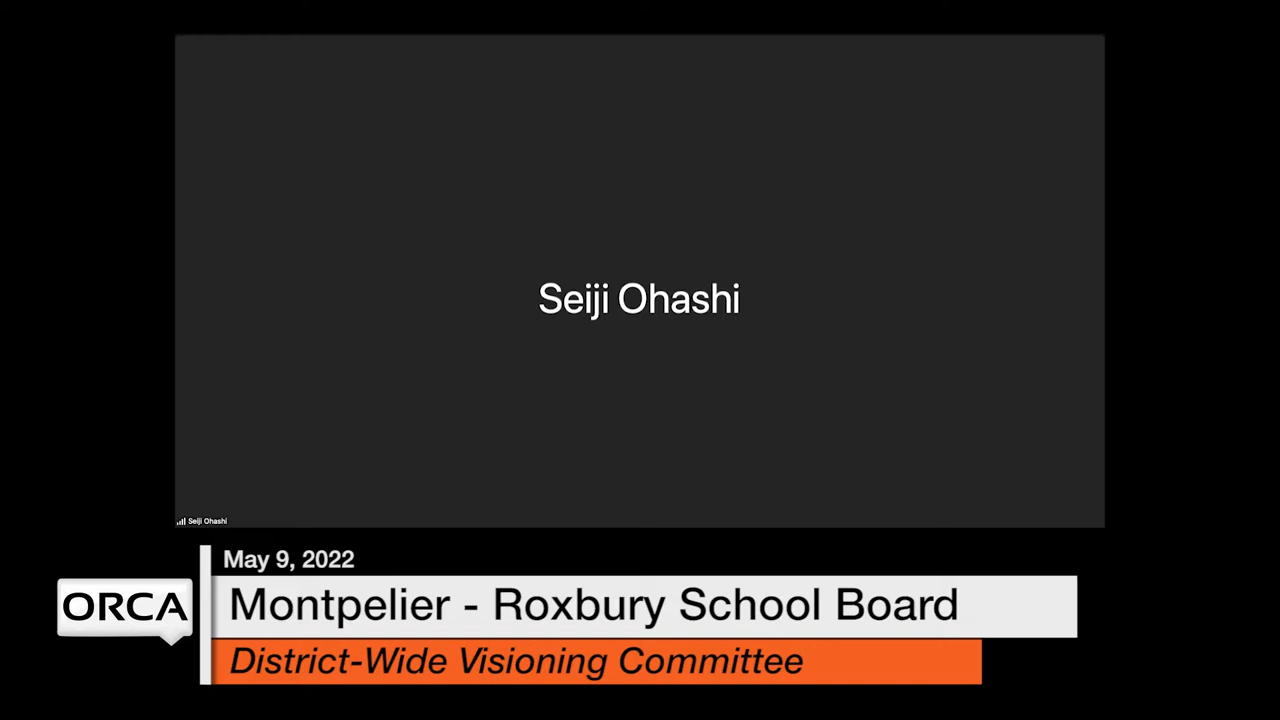 Seiji Ohashi
Seiji Ohashi
May 9, 2022
Montpelier - Roxbury School Board
ORCA
District-Wide Visioning Committee